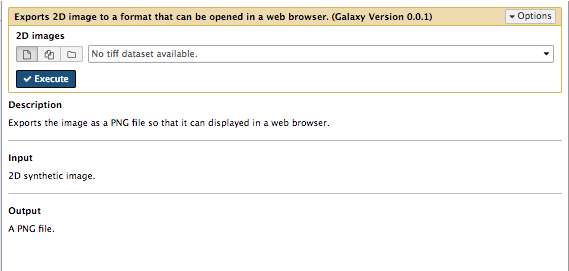 Exports 2D image to a format that can be opened in a web browser. (Galaxy Version 0.0.1) Options
2D images
No tiff dataset available.
Execute
Description
Exports the image as a PNG file so that it can displayed in a web browser.
Input
2D synthetic image.
Output
A PNG file.